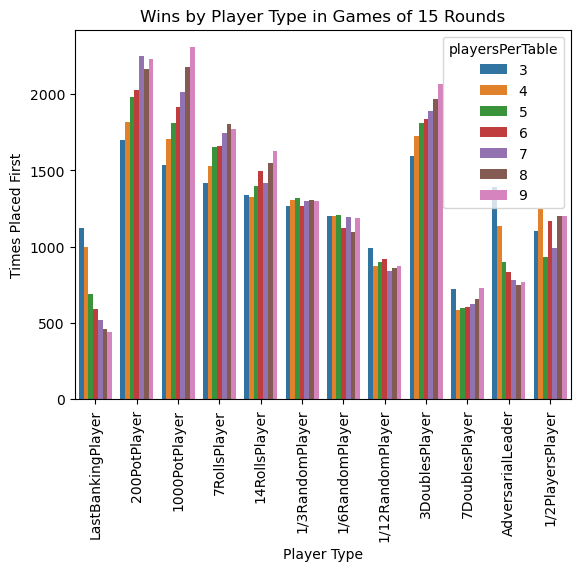 Wins by Player Type in Games of 15 Rounds
playersPerTable
3
4
5
6
7
8
9
Times Placed First
2000
1500
1000
500
0
LastBankingPlayer
200PotPlayer
1000PotPlayer
7RollsPlayer
14RollsPlayer
1/3RandomPlayer
1/6RandomPlayer
1/12RandomPlayer
3DoublesPlayer
7DoublesPlayer
AdversarialLeader
1/2PlayersPlayer
Player Type